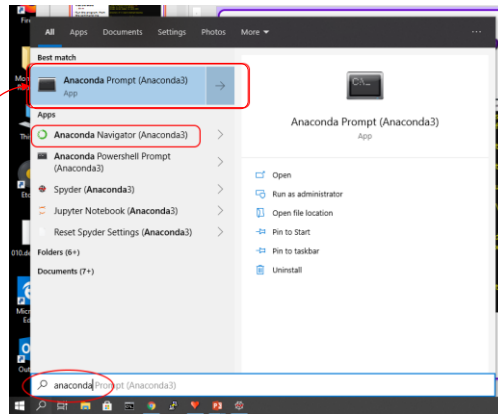 All Apps Documents Settings Photos More
Best match
Anaconda Prompt (Anaconda3)
App
Apps
Anaconda Navigator (Anaconda3)
Anaconda Powershell Prompt
(Anaconda3)
Spyder (Anaconda3)
Jupyter Notebook (Anaconda3)
Reset Spyder Settings (Anaconda3)
Folders (6+)
Documents (7+)
Anaconda Prompt (Anaconda3)
App
Open
Run as administrator
Open file location
Pin to Start
Pin to taskbar
Uninstall
anaconda Prompt (Anaconda3)